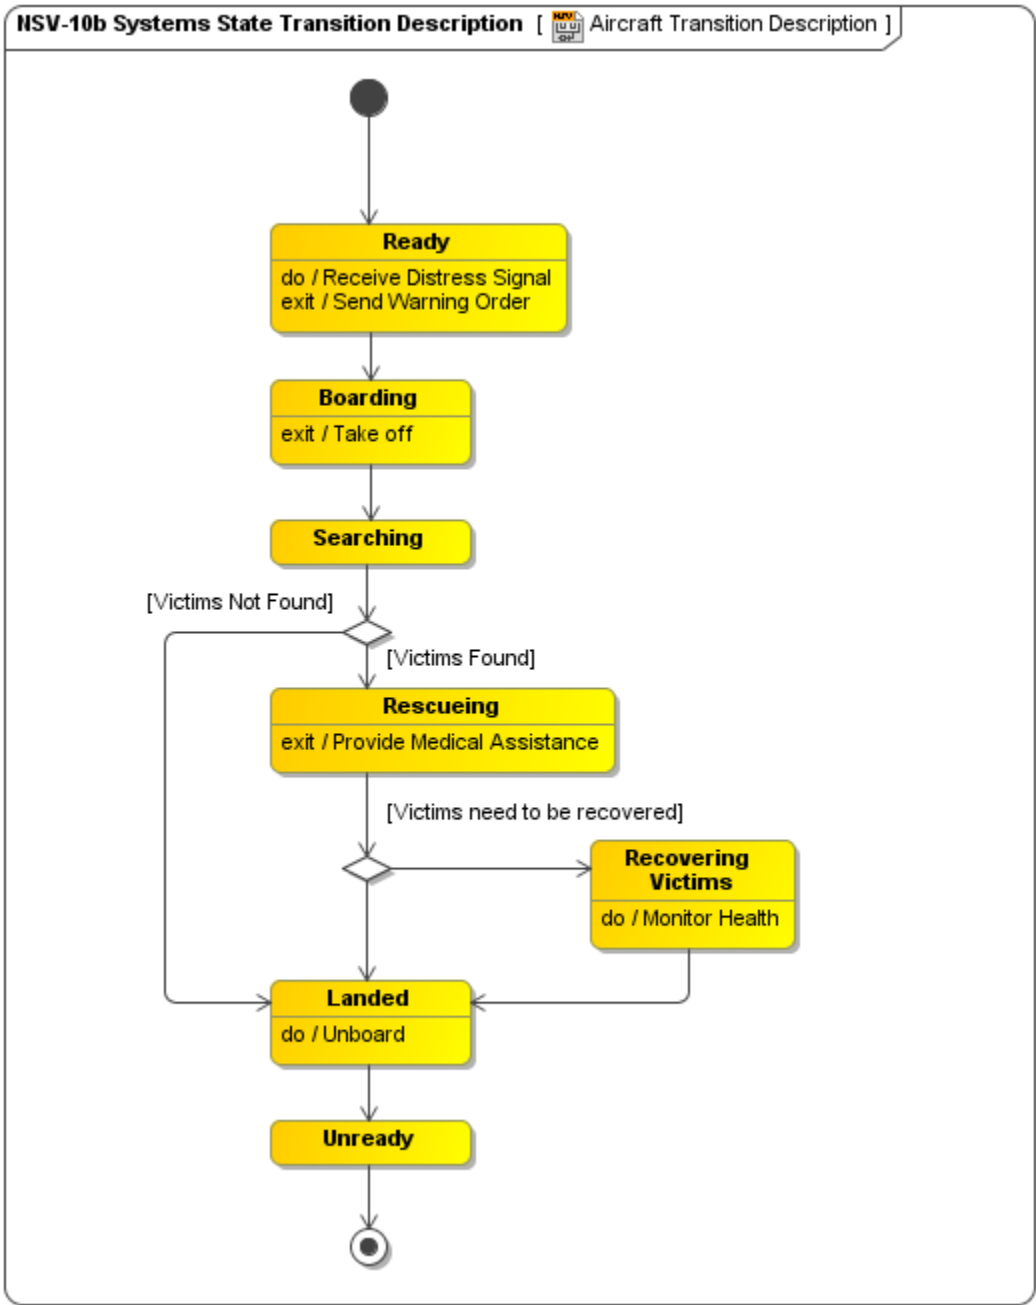 NSV-10b Systems State Transition Description [ Aircraft Transition Description ]
Ready
do / Receive Distress Signal
exit / Send Warning Order
Boarding
exit / Take off
Searching
[Victims Not Found]
[Victims Found]
Rescueing
exit / Provide Medical Assistance
[Victims need to be recovered]
Recovering
Victims
do / Monitor Health
Landed
do / Unboard
Unready